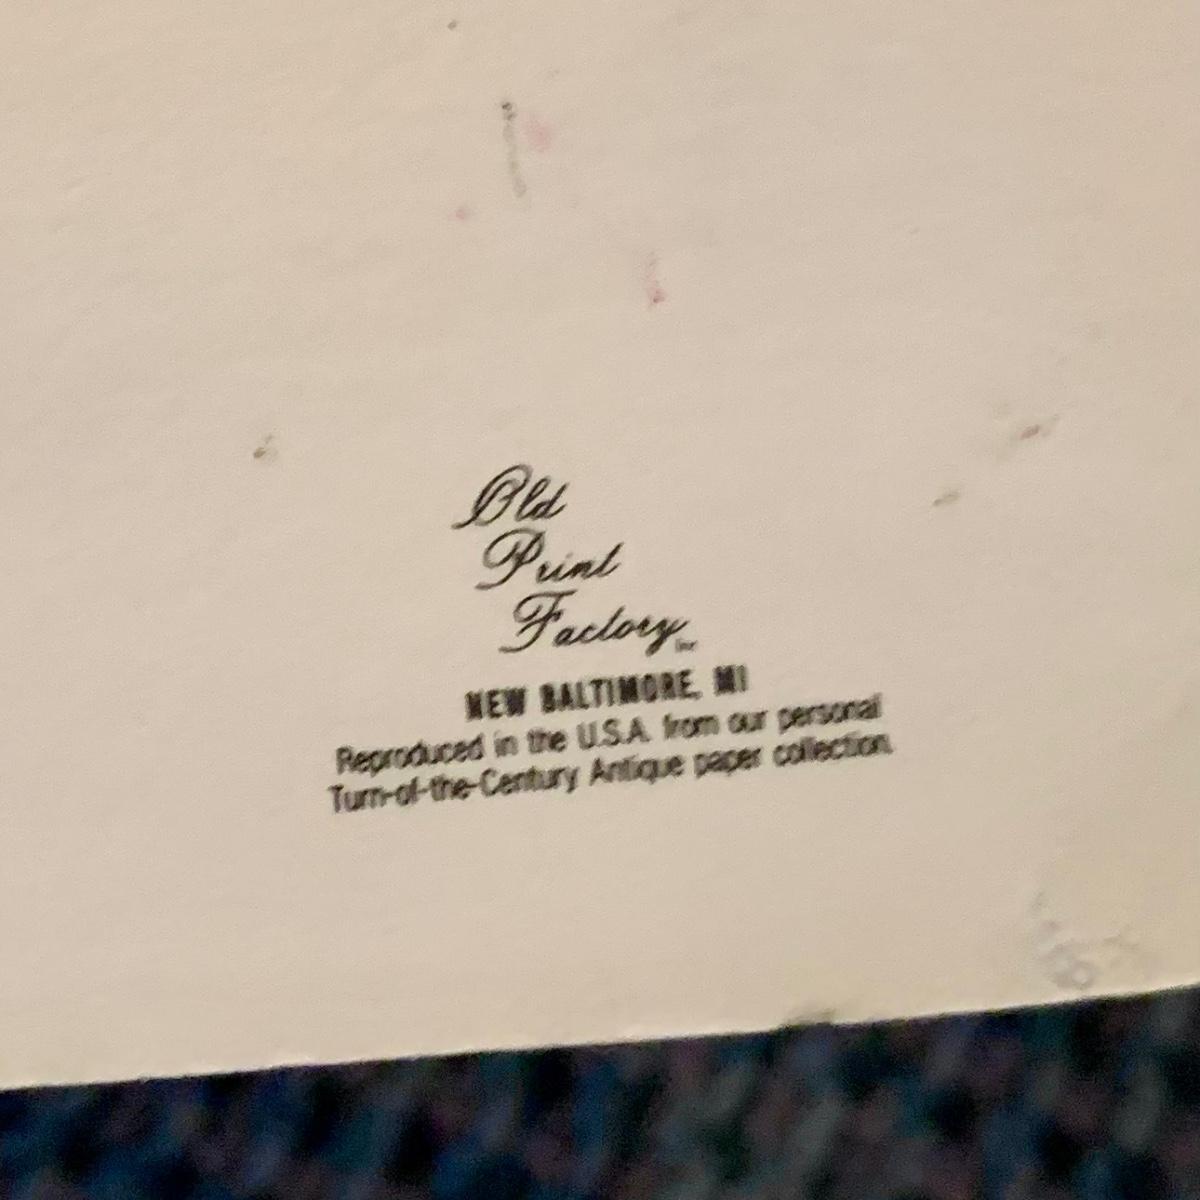 Old
Print
Factory Inc
NEW BALTIMORE, MI
Reproduced in the U.S.A. from our personal
Turn-of-the-Century Antique paper collection.